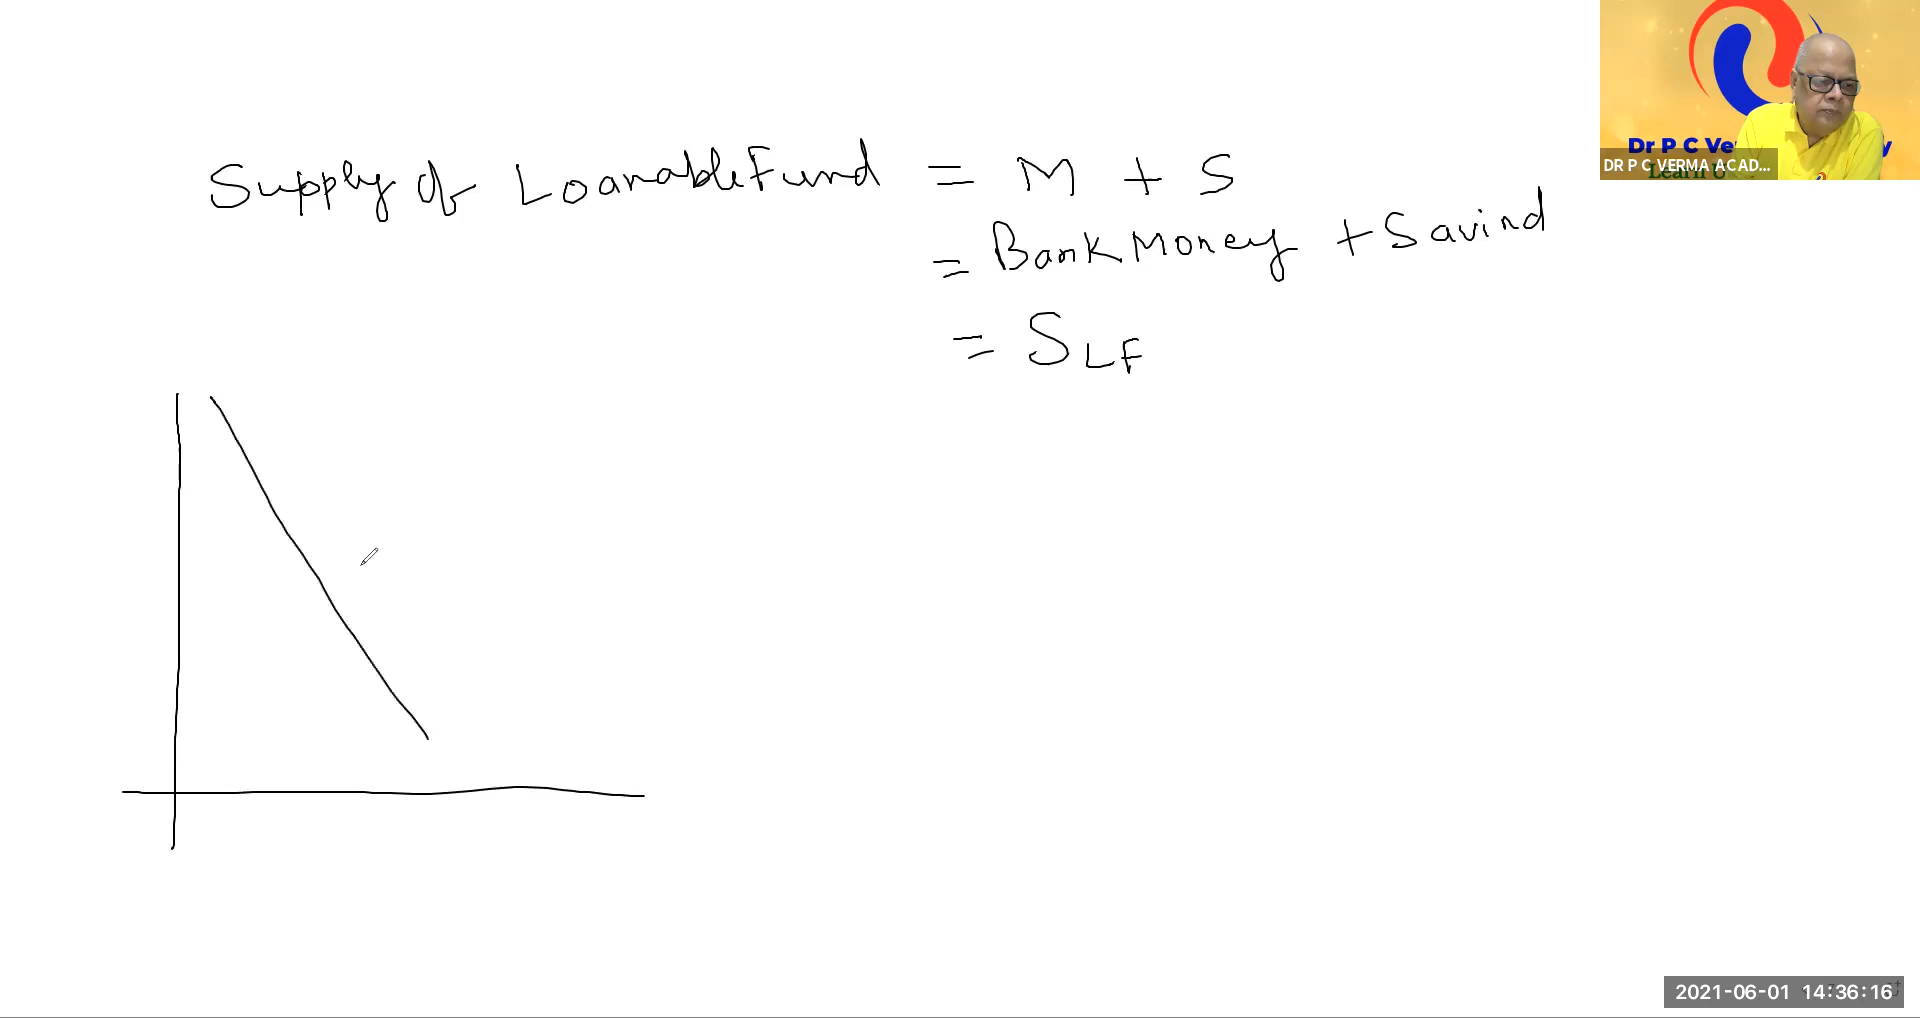 Supply of Loanable Fund = M + S
= Bank Money + Savind
= SLF
Dr P C Ve
y
DR P C VERMA ACAD...
Learn U
2021-06-01 14:36:16